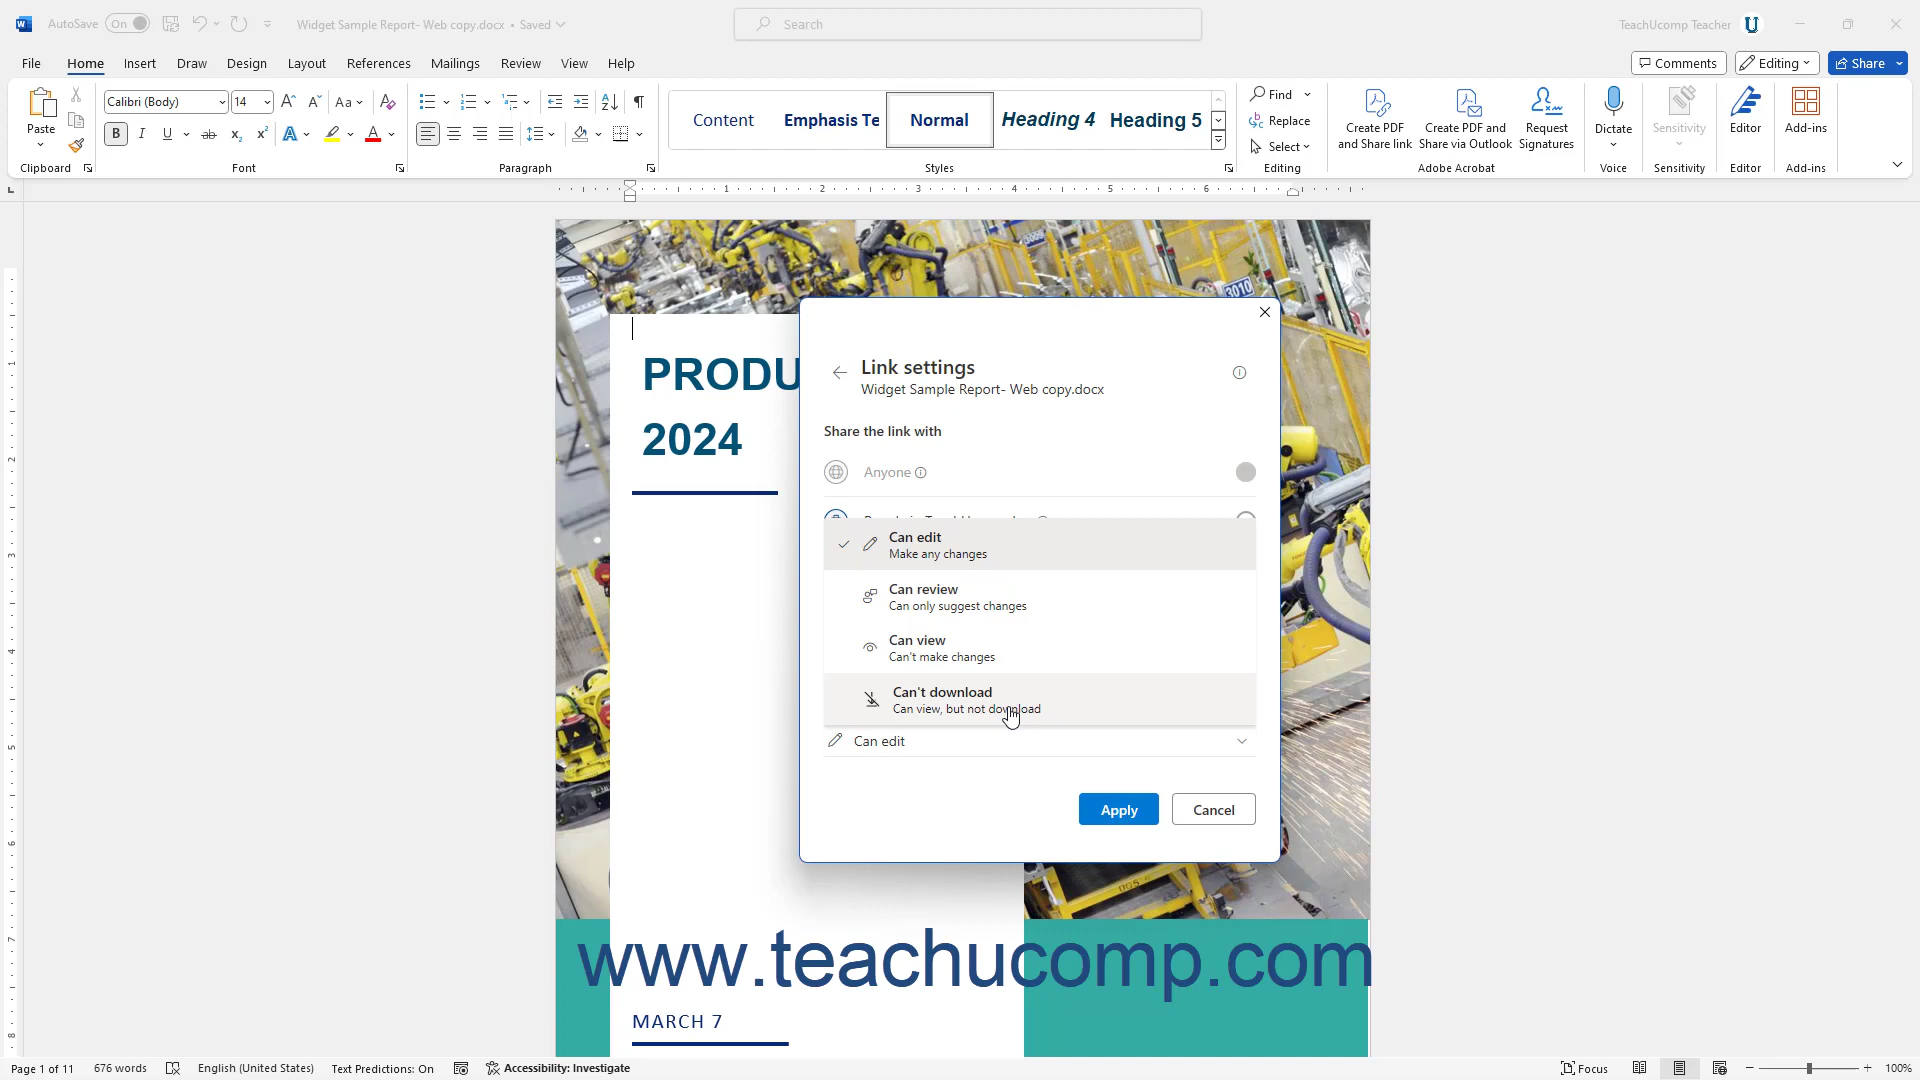 AutoSave On Widget Sample Report- Web copy.docx • Saved Search TeachUcomp Teacher
File Home Insert Draw Design Layout References Mailings Review View Help Comments Editing Share
Paste
Clipboard
Calibri (Body) 14
Font
Paragraph
Content Emphasis Te Normal Heading 4 Heading 5
Styles
Find
Replace
Select
Editing
Create PDF
and Share link
Create PDF and
Share via Outlook
Request
Signatures
Adobe Acrobat
Dictate
Voice
Sensitivity
Sensitivity
Editor
Editor
Add-ins
Add-ins
1 2 3 4 5 6
3010
PRODU
2024
Link settings
Widget Sample Report- Web copy.docx
Share the link with
Anyone
Can edit
Make any changes
Can review
Can only suggest changes
Can view
Can't make changes
Can't download
Can view, but not download
Can edit
Apply Cancel
www.teachucomp.com
MARCH 7
Page 1 of 11 676 words English (United States) Text Predictions: On Accessibility: Investigate Focus 100%